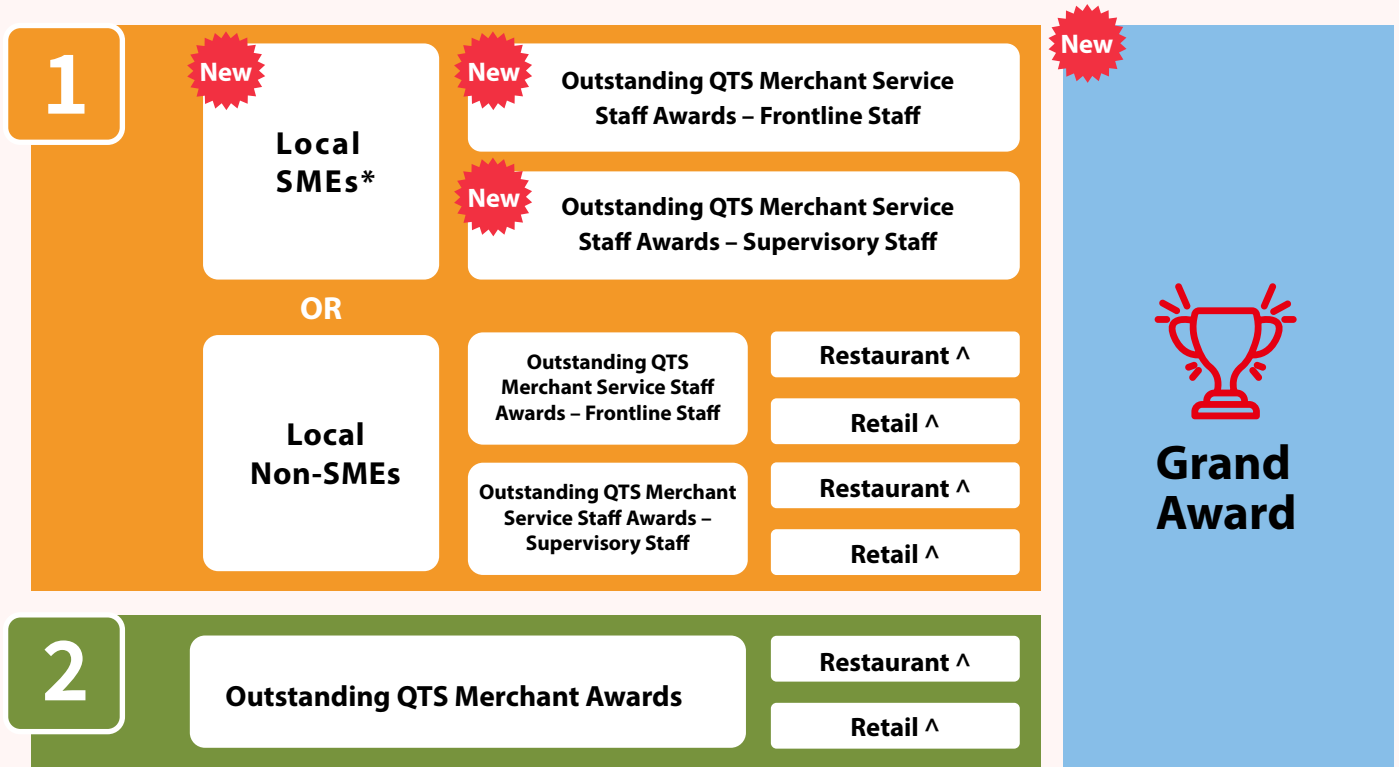 1
New
Local
SMEs*
New
Outstanding QTS Merchant Service
Staff Awards – Frontline Staff
New
Outstanding QTS Merchant Service
Staff Awards – Supervisory Staff
OR
Local
Non-SMEs
Outstanding QTS
Merchant Service Staff
Awards – Frontline Staff
Restaurant ^
Retail ^
Outstanding QTS Merchant
Service Staff Awards –
Supervisory Staff
Restaurant ^
Retail ^
2
Outstanding QTS Merchant Awards
Restaurant ^
Retail ^
New
Grand
Award